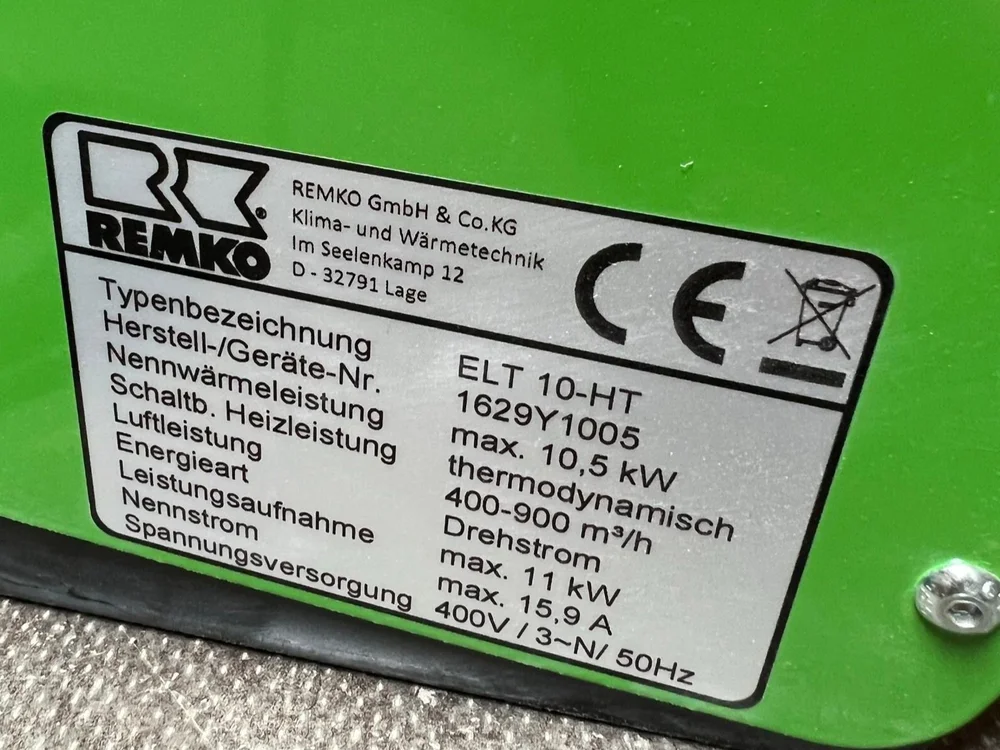 REMKO
REMKO GmbH & Co.KG
Klima- und Wärmetechnik
Im Seelenkamp 12
D - 32791 Lage
CE
Typenbezeichnung ELT 10-HT
Herstell-/Geräte-Nr. 1629Y1005
Nennwärmeleistung max. 10,5 kW
Schaltb. Heizleistung thermodynamisch
Luftleistung 400-900 m³/h
Energieart Drehstrom
Leistungsaufnahme max. 11 kW
Nennstrom max. 15,9 A
Spannungsversorgung 400V / 3~N/ 50Hz